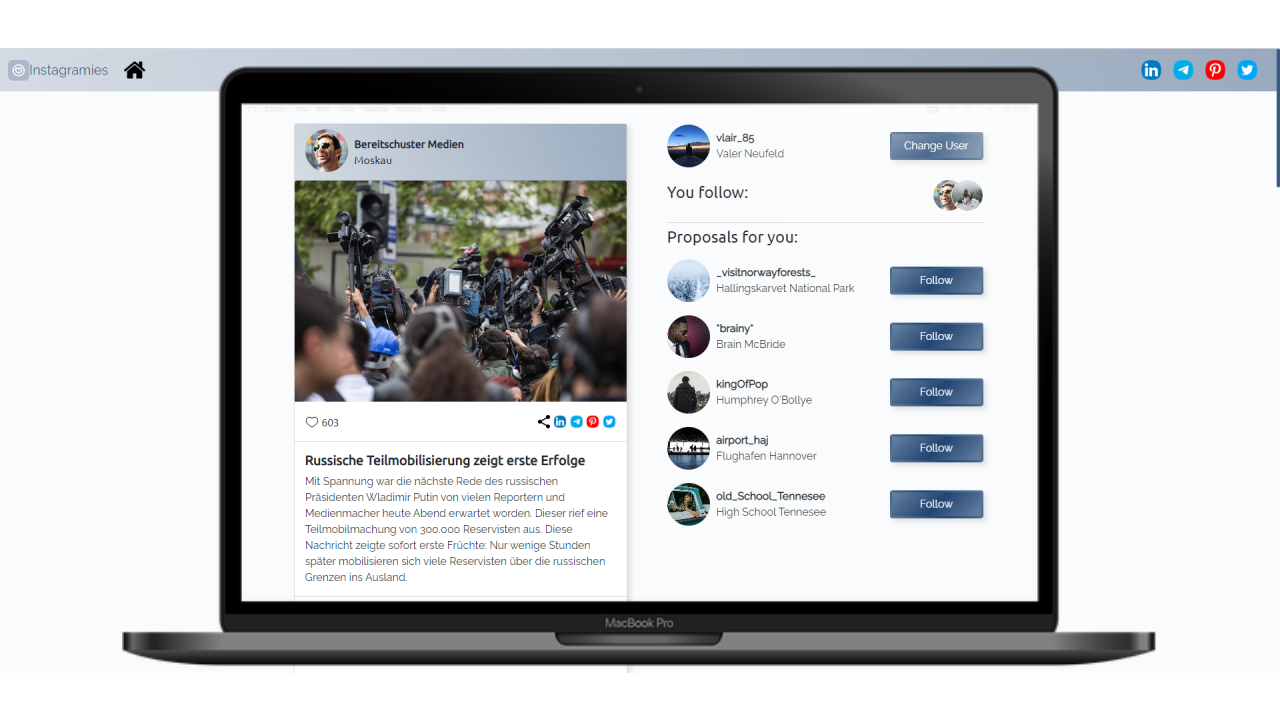 Instagramies
Bereitschuster Medien
Moskau
603
Russische Teilmobilisierung zeigt erste Erfolge
Mit Spannung war die nächste Rede des russischen
Präsidenten Wladimir Putin von vielen Reportern und
Medienmacher heute Abend erwartet worden. Dieser rief eine
Teilmobilmachung von 300.000 Reservisten aus. Diese
Nachricht zeigte sofort erste Früchte: Nur wenige Stunden
später mobilisieren sich viele Reservisten über die russischen
Grenzen ins Ausland.
vlair_85
Valer Neufeld
Change User
You follow:
Proposals for you:
_visitnorwayforests_
Hallingskarvet National Park
Follow
"brainy"
Brain McBride
Follow
kingOfPop
Humphrey O'Bollye
Follow
airport_haj
Flughafen Hannover
Follow
old_School_Tennesee
High School Tennesee
Follow
MacBook Pro